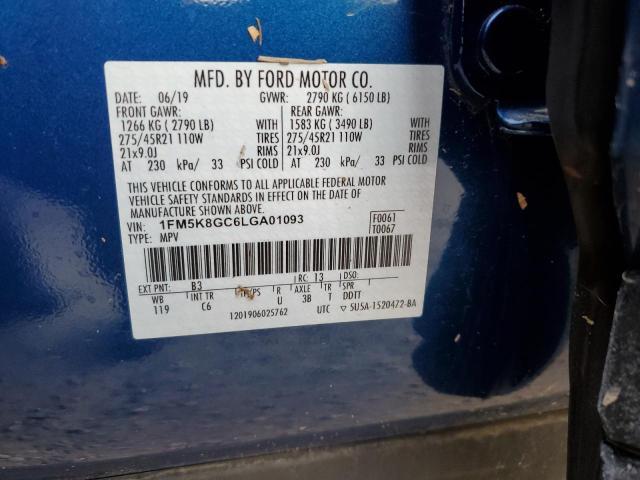 MFD. BY FORD MOTOR CO.
DATE: 06/19 GVWR: 2790 KG ( 6150 LB)
FRONT GAWR: REAR GAWR:
1266 KG ( 2790 LB) WITH 1583 KG ( 3490 LB) WITH
275/45R21 110W TIRES 275/45R21 110W TIRES
21x9.0J RIMS 21x9.0J RIMS
AT 230 kPa/ 33 PSI COLD AT 230 kPa/ 33 PSI COLD
THIS VEHICLE CONFORMS TO ALL APPLICABLE FEDERAL MOTOR
VEHICLE SAFETY STANDARDS IN EFFECT ON THE DATE OF
MANUFACTURE SHOWN ABOVE.
VIN: 1FM5K8GC6LGA01093 F0061
TYPE: MPV T0067
EXT PNT: B3 RC: 13 DSO:
WB INT TR R AXLE TR SPR
119 C6 U 3B T DDTT
1201906025762 UTC ▽5U5A-1520472-BA